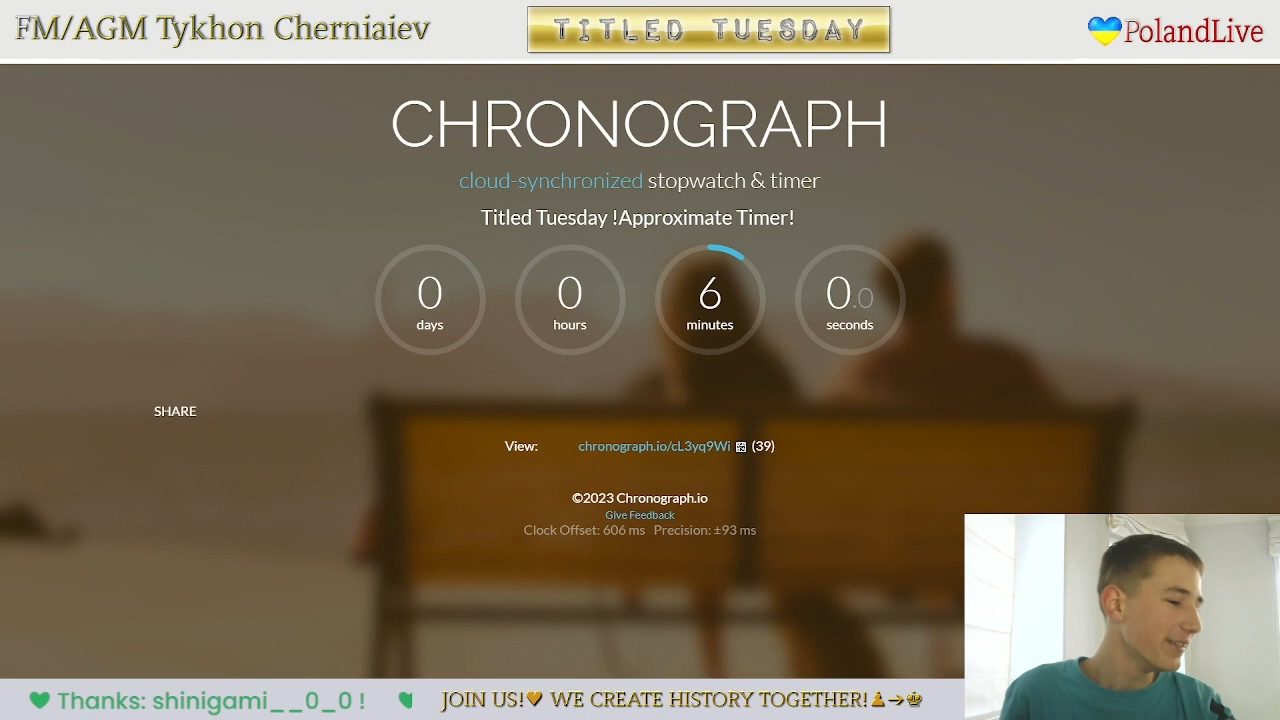 FM/AGM Tykhon Cherniaiev
TITLED TUESDAY
PolandLive
CHRONOGRAPH
cloud-synchronized stopwatch & timer
Titled Tuesday !Approximate Timer!
0 days
0 hours
6 minutes
0.0 seconds
SHARE
View: chronograph.io/cL3yq9Wi (39)
©2023 Chronograph.io
Give Feedback
Clock Offset: 606 ms Precision: ±93 ms
Thanks: shinigami__0_0 !
JOIN US!🧡 WE CREATE HISTORY TOGETHER!♟➔♚